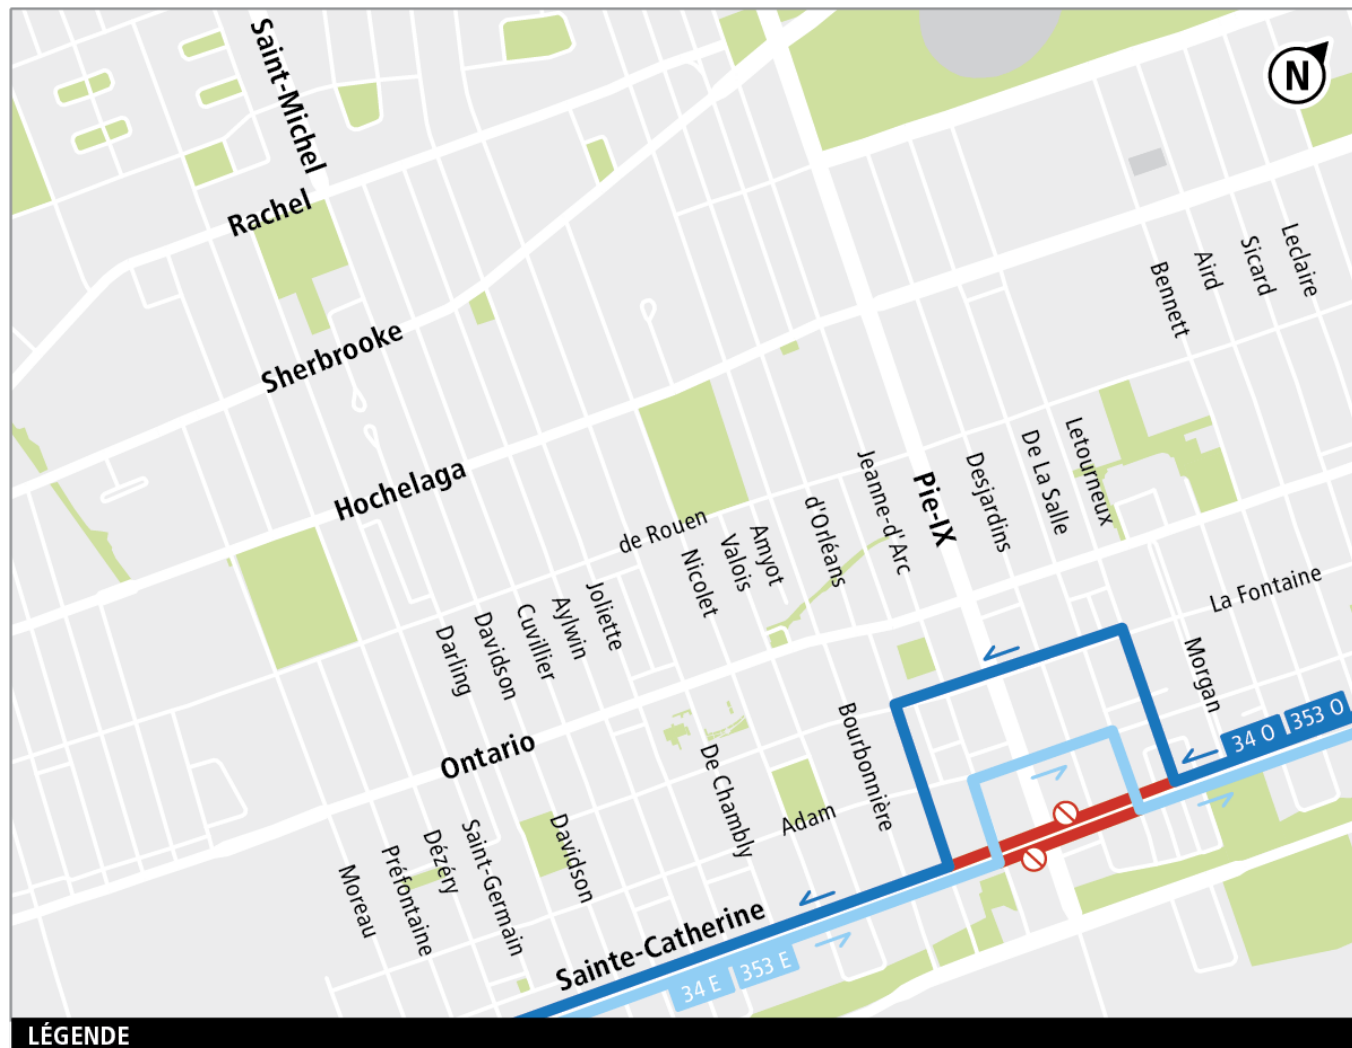 Saint-Michel
N
Rachel
Leclaire
Sicard
Aird
Bennett
Sherbrooke
Hochelaga
Letourneux
De La Salle
Desjardins
Pie-IX
Jeanne-d'Arc
d'Orléans
Amyot
Valois
Nicolet
de Rouen
Joliette
Aylwin
Cuvillier
Davidson
Darling
La Fontaine
Morgan
34 O
353 O
Bourbonnière
Ontario
De Chambly
Adam
Davidson
Saint-Germain
Dézéry
Préfontaine
Moreau
Sainte-Catherine
34 E
353 E
LÉGENDE